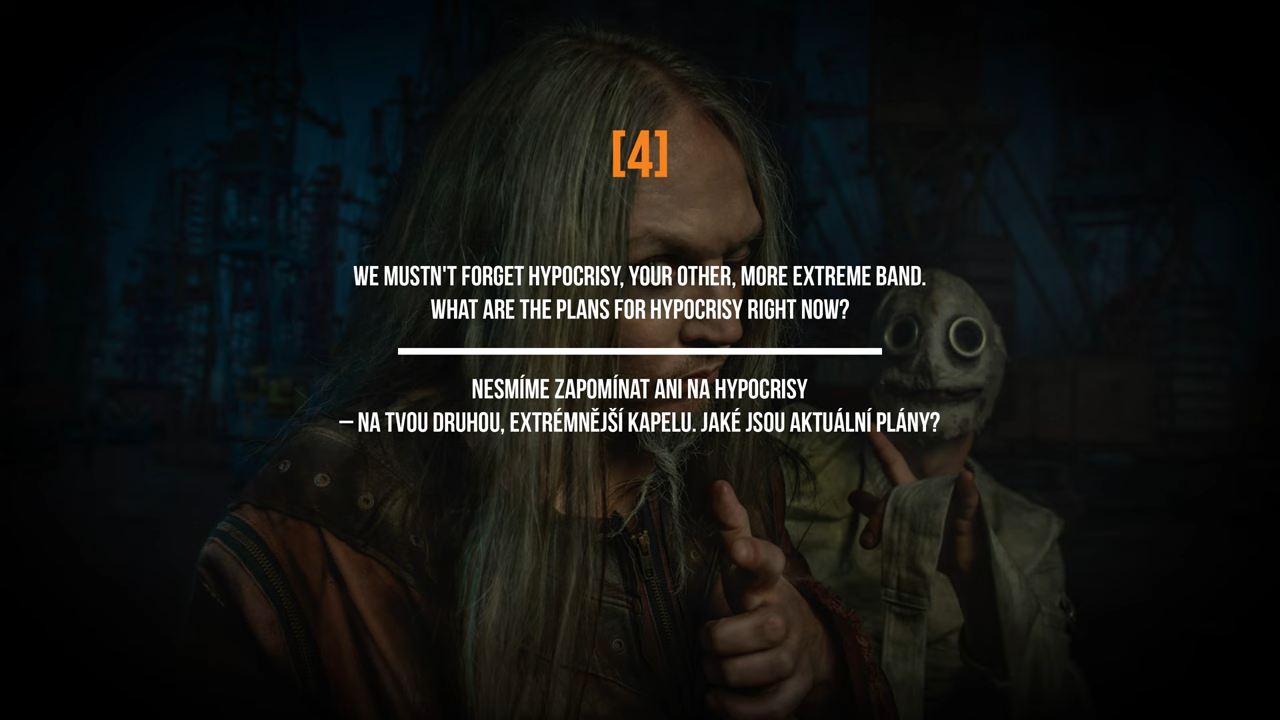 [4]
WE MUSTN'T FORGET HYPOCRISY, YOUR OTHER, MORE EXTREME BAND.
WHAT ARE THE PLANS FOR HYPOCRISY RIGHT NOW?
NESMÍME ZAPOMÍNAT ANI NA HYPOCRISY
– NA TVOU DRUHOU, EXTRÉMNĚJŠÍ KAPELU. JAKÉ JSOU AKTUÁLNÍ PLÁNY?